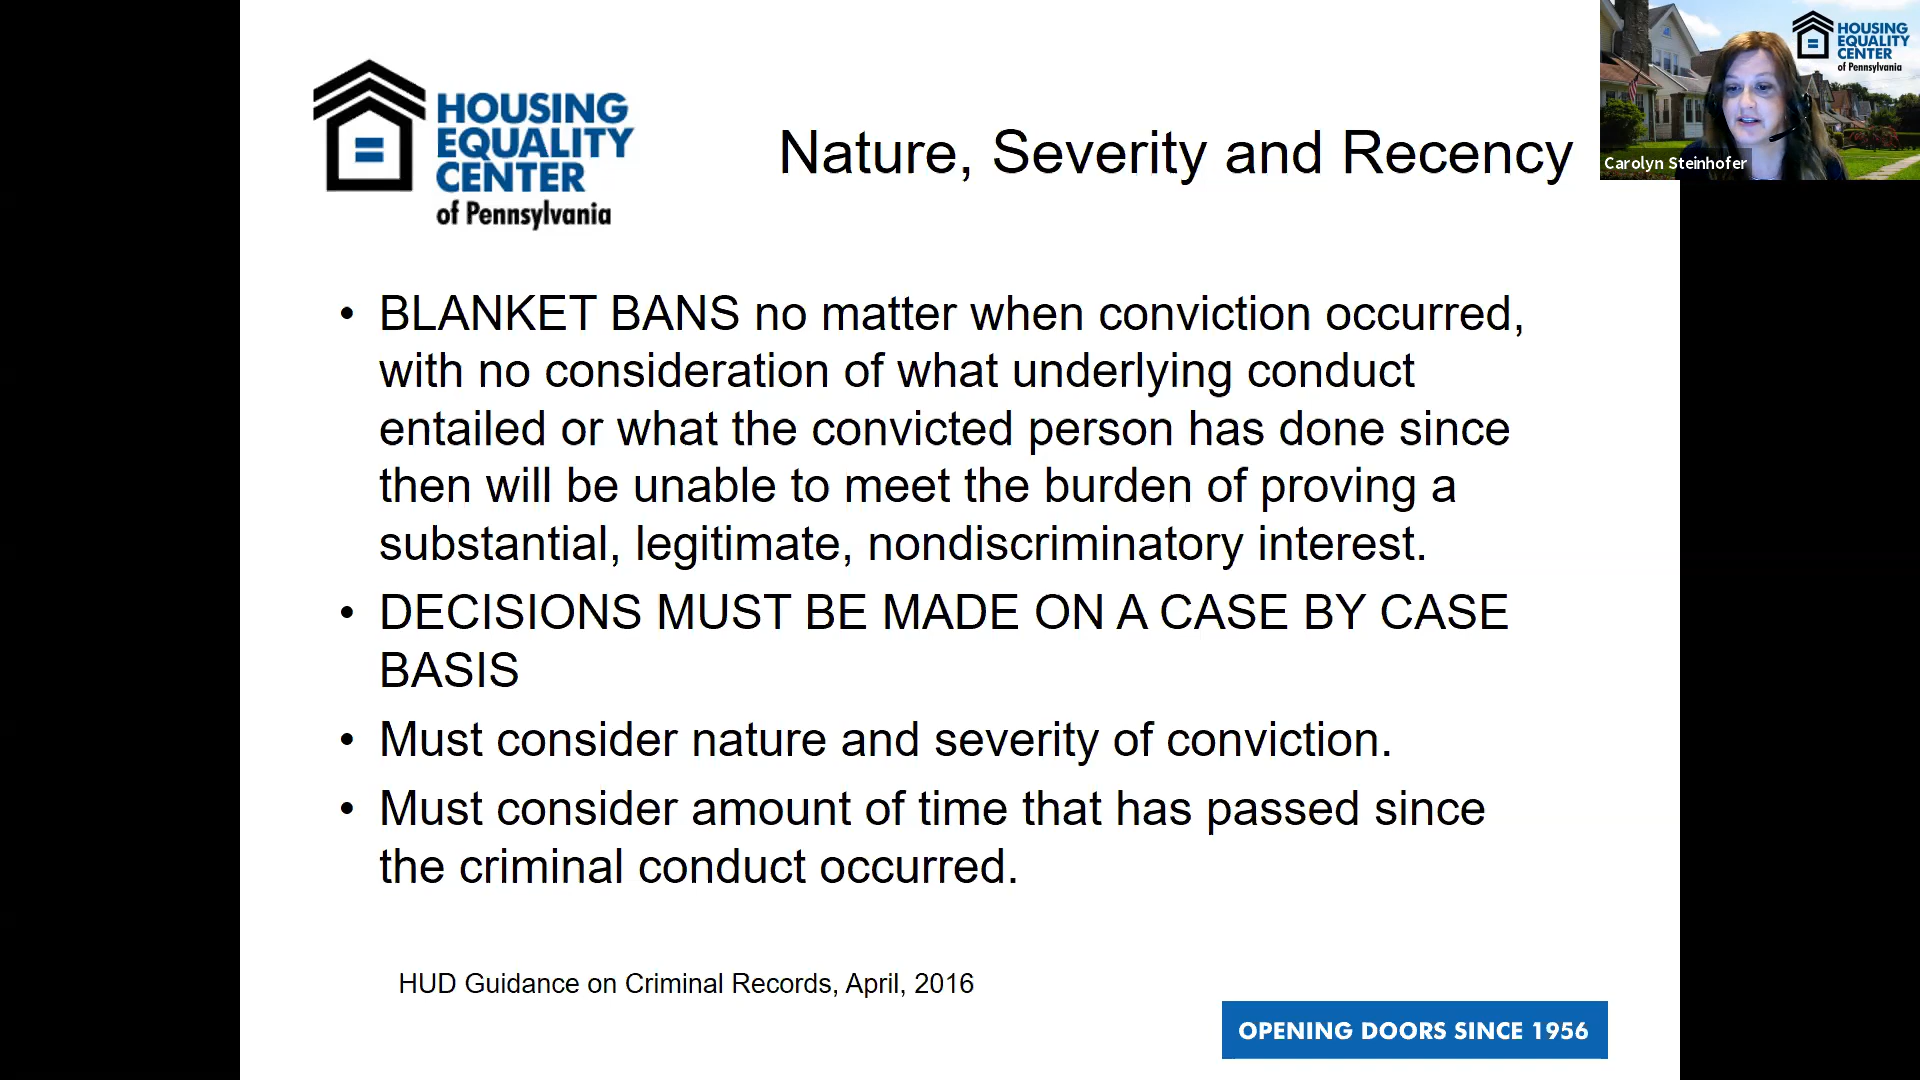 HOUSING
EQUALITY
CENTER
of Pennsylvania
Nature, Severity and Recency
HOUSING
EQUALITY
CENTER
of Pennsylvania
Carolyn Steinhofer
• BLANKET BANS no matter when conviction occurred,
with no consideration of what underlying conduct
entailed or what the convicted person has done since
then will be unable to meet the burden of proving a
substantial, legitimate, nondiscriminatory interest.
• DECISIONS MUST BE MADE ON A CASE BY CASE
BASIS
• Must consider nature and severity of conviction.
• Must consider amount of time that has passed since
the criminal conduct occurred.
HUD Guidance on Criminal Records, April, 2016
OPENING DOORS SINCE 1956